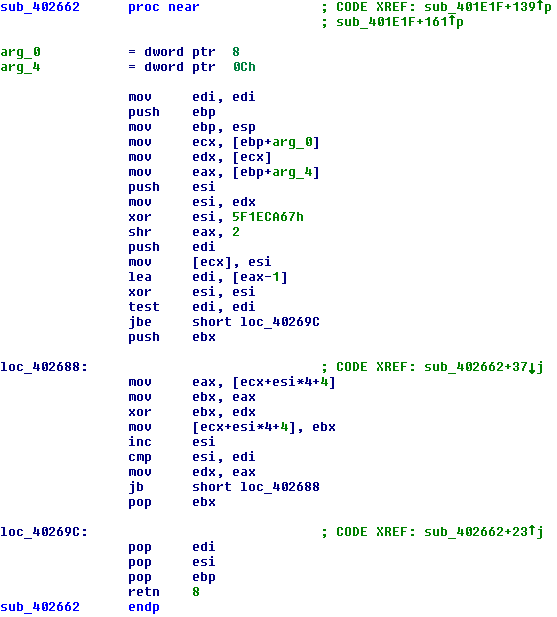 sub_402662 proc near ; CODE XREF: sub_401E1F+139↑p
; sub_401E1F+161↑p
arg_0 = dword ptr 8
arg_4 = dword ptr 0Ch
mov edi, edi
push ebp
mov ebp, esp
mov ecx, [ebp+arg_0]
mov edx, [ecx]
mov eax, [ebp+arg_4]
push esi
mov esi, edx
xor esi, 5F1ECA67h
shr eax, 2
push edi
mov [ecx], esi
lea edi, [eax-1]
xor esi, esi
test edi, edi
jbe short loc_40269C
push ebx
loc_402688: ; CODE XREF: sub_402662+37↓j
mov eax, [ecx+esi*4+4]
mov ebx, eax
xor ebx, edx
mov [ecx+esi*4+4], ebx
inc esi
cmp esi, edi
mov edx, eax
jb short loc_402688
pop ebx
loc_40269C: ; CODE XREF: sub_402662+23↑j
pop edi
pop esi
pop ebp
retn 8
sub_402662 endp